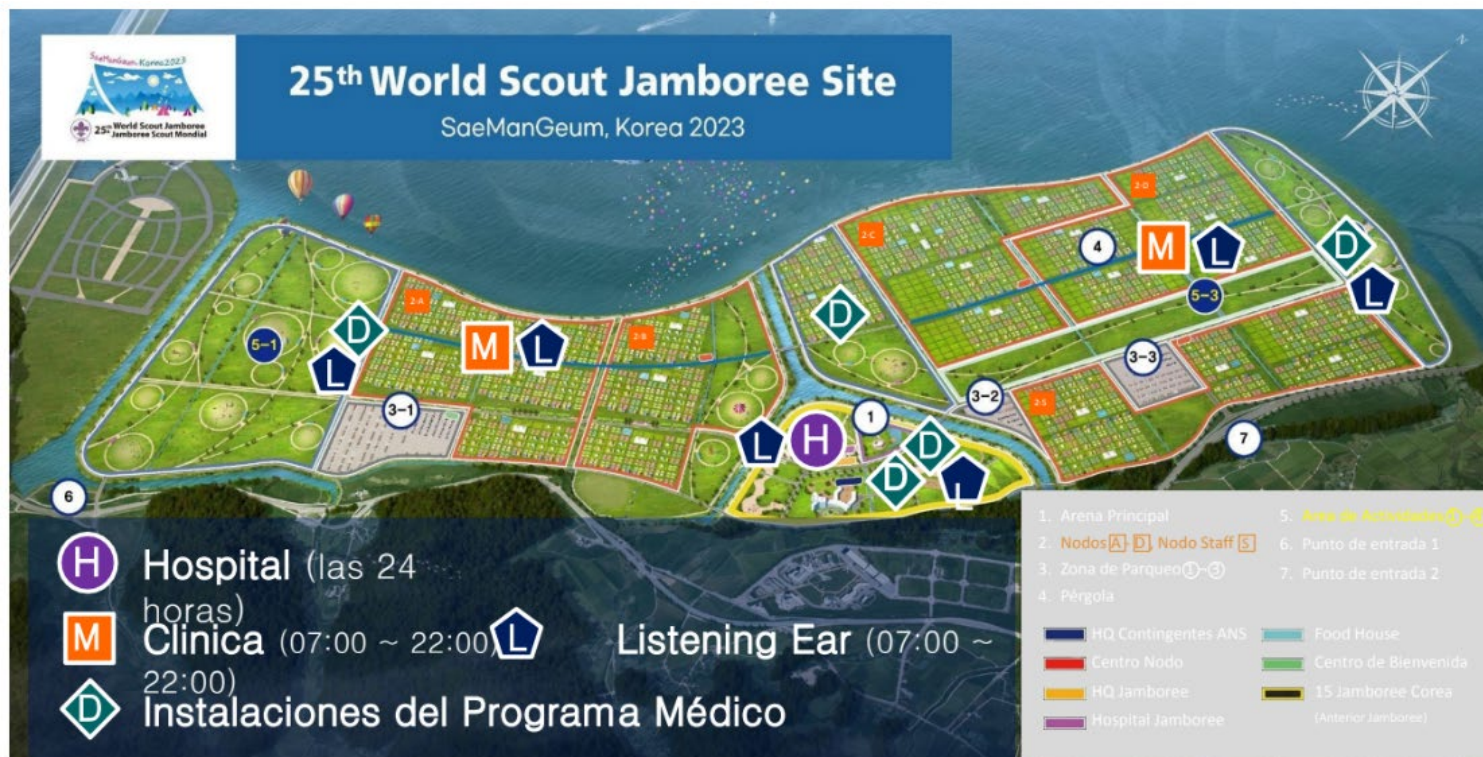 SaeManGeum, Korea 2023
25th World Scout Jamboree
Jamboree Scout Mondial
25th World Scout Jamboree Site
SaeManGeum, Korea 2023
N
2-D
2-C
4
M
L
D
5-3
L
2-A
D
2-B
M
L
5-1
D
L
3-3
3-1
3-2
2-S
1
L
H
D
7
D
L
6
H Hospital (las 24
horas)
M Clinica (07:00 ~ 22:00) L Listening Ear (07:00 ~
22:00)
D Instalaciones del Programa Médico
1. Arena Principal
2. Nodos A - D, Nodo Staff S
3. Zona de Parqueo 1~3
4. Pérgola
5. Área de Actividades 1
6. Punto de entrada 1
7. Punto de entrada 2
HQ Contingentes ANS
Centro Nodo
HQ Jamboree
Hospital Jamboree
Food House
Centro de Bienvenida
15 Jamboree Corea
(Anterior Jamboree)